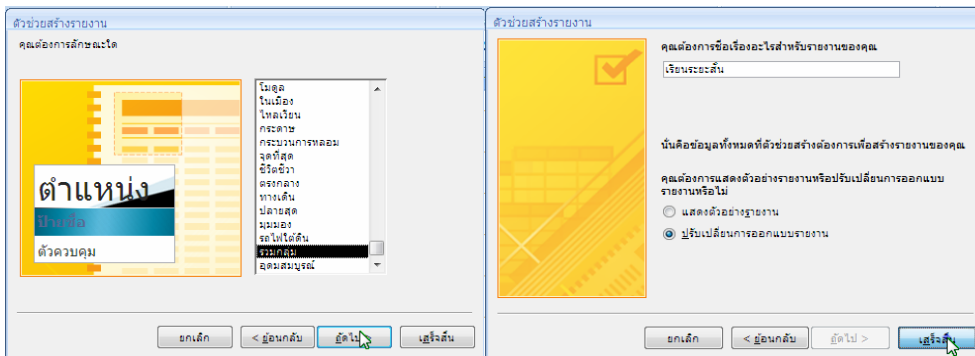 ตัวช่วยสร้างรายงาน
คุณต้องการลักษณะใด
ตำแหน่ง
ป้ายชื่อ
ตัวควบคุม
โมดูล
ในเมือง
ไหลเวียน
กระดาษ
กระบวนการหลอม
จุดที่สุด
ชีวิตชีวา
ตรงกลาง
ทางเดิน
ปลายสุด
มุมมอง
รถไฟใต้ดิน
รวมกลุ่ม
อุดมสมบูรณ์
ยกเลิก
< ย้อนกลับ
ถัดไป >
เสร็จสิ้น
ตัวช่วยสร้างรายงาน
คุณต้องการชื่อเรื่องอะไรสำหรับรายงานของคุณ
เรียนระยะสั้น
นั่นคือข้อมูลทั้งหมดที่ตัวช่วยสร้างต้องการเพื่อสร้างรายงานของคุณ
คุณต้องการแสดงตัวอย่างรายงานหรือปรับเปลี่ยนการออกแบบ
รายงานหรือไม่
แสดงตัวอย่างรายงาน
ปรับเปลี่ยนการออกแบบรายงาน
ยกเลิก
< ย้อนกลับ
ถัดไป >
เสร็จสิ้น